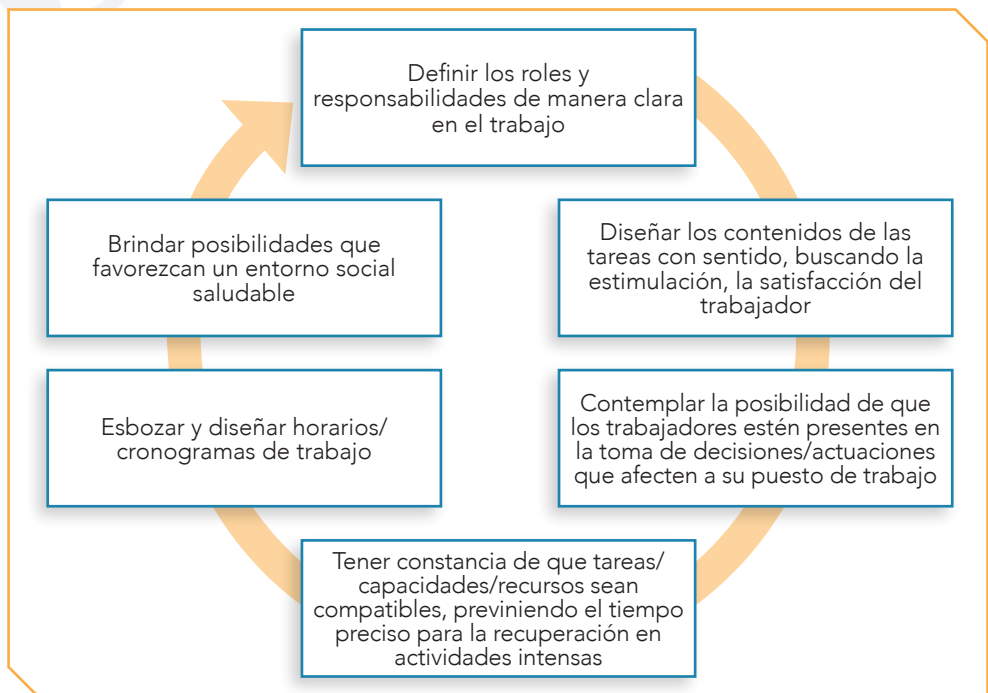 Definir los roles y
responsabilidades de manera clara
en el trabajo
Diseñar los contenidos de las
tareas con sentido, buscando la
estimulación, la satisfacción del
trabajador
Contemplar la posibilidad de que
los trabajadores estén presentes en
la toma de decisiones/actuaciones
que afecten a su puesto de trabajo
Tener constancia de que tareas/
capacidades/recursos sean
compatibles, previniendo el tiempo
preciso para la recuperación en
actividades intensas
Esbozar y diseñar horarios/
cronogramas de trabajo
Brindar posibilidades que
favorezcan un entorno social
saludable